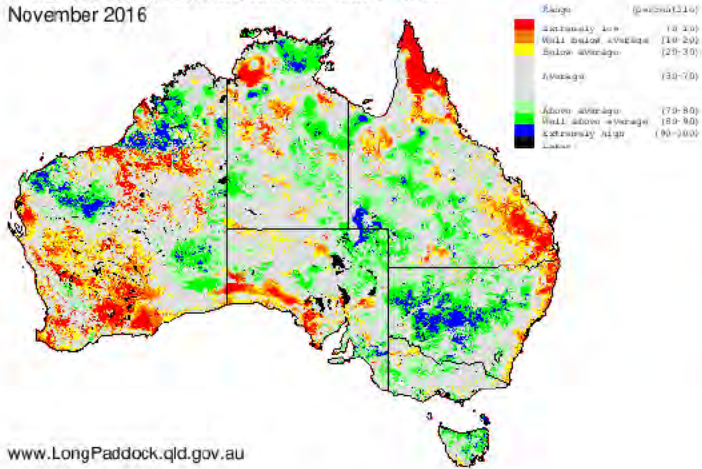 November 2016
Range (percentile)
Extremely low (0-10)
Well below average (10-20)
Below average (20-30)
Average (30-70)
Above average (70-80)
Well above average (80-90)
Extremely high (90-100)
Lakes
www.LongPaddock.qld.gov.au